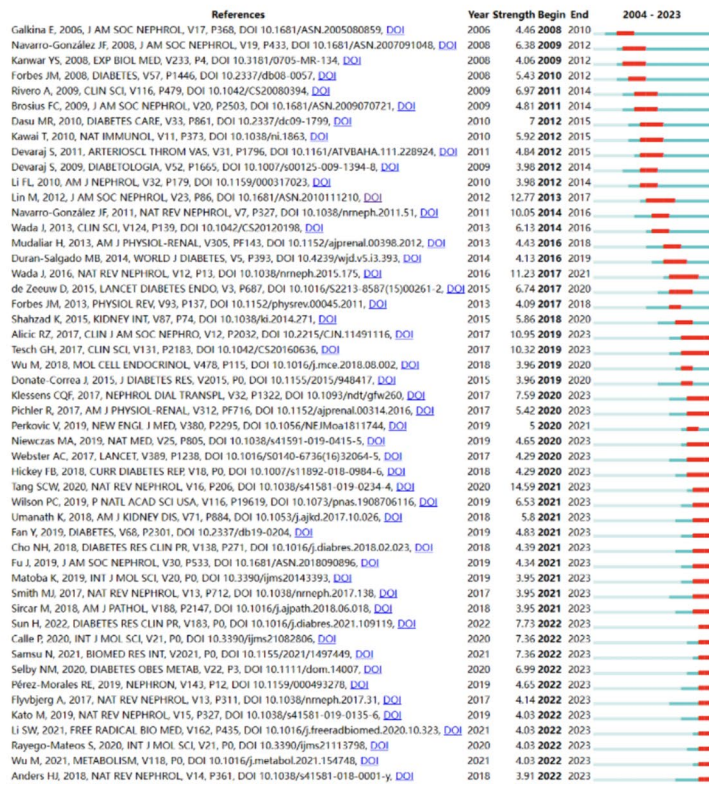 References Year Strength Begin End 2004 - 2023
Galkina E, 2006, J AM SOC NEPHROL, V17, P368, DOI 10.1681/ASN.2005080859, DOI 2006 4.46 2008 2010
Navarro-González JF, 2008, J AM SOC NEPHROL, V19, P433, DOI 10.1681/ASN.2007091048, DOI 2008 6.38 2009 2012
Kanwar YS, 2008, EXP BIOL MED, V233, P4, DOI 10.3181/0705-MR-134, DOI 2008 4.06 2009 2012
Forbes JM, 2008, DIABETES, V57, P1446, DOI 10.2337/db08-0057, DOI 2008 5.43 2010 2012
Rivero A, 2009, CLIN SCI, V116, P479, DOI 10.1042/CS20080394, DOI 2009 6.97 2011 2014
Brosius FC, 2009, J AM SOC NEPHROL, V20, P2503, DOI 10.1681/ASN.2009070721, DOI 2009 4.81 2011 2014
Dasu MR, 2010, DIABETES CARE, V33, P861, DOI 10.2337/dc09-1799, DOI 2010 7 2012 2015
Kawai T, 2010, NAT IMMUNOL, V11, P373, DOI 10.1038/ni.1863, DOI 2010 5.92 2012 2015
Devaraj S, 2011, ARTERIOSCL THROM VAS, V31, P1796, DOI 10.1161/ATVBAHA.111.228924, DOI 2011 4.84 2012 2015
Devaraj S, 2009, DIABETOLOGIA, V52, P1665, DOI 10.1007/s00125-009-1394-8, DOI 2009 3.98 2012 2014
Li FL, 2010, AM J NEPHROL, V32, P179, DOI 10.1159/000317023, DOI 2010 3.98 2012 2014
Lin M, 2012, J AM SOC NEPHROL, V23, P86, DOI 10.1681/ASN.2010111210, DOI 2012 12.77 2013 2017
Navarro-González JF, 2011, NAT REV NEPHROL, V7, P327, DOI 10.1038/nrneph.2011.51, DOI 2011 10.05 2014 2016
Wada J, 2013, CLIN SCI, V124, P139, DOI 10.1042/CS20120198, DOI 2013 6.13 2014 2016
Mudaliar H, 2013, AM J PHYSIOL-RENAL, V305, PF143, DOI 10.1152/ajprenal.00398.2012, DOI 2013 4.43 2016 2018
Duran-Salgado MB, 2014, WORLD J DIABETES, V5, P393, DOI 10.4239/wjd.v5.i3.393, DOI 2014 4.13 2016 2019
Wada J, 2016, NAT REV NEPHROL, V12, P13, DOI 10.1038/nrneph.2015.175, DOI 2016 11.23 2017 2021
de Zeeuw D, 2015, LANCET DIABETES ENDO, V3, P687, DOI 10.1016/S2213-8587(15)00261-2, DOI 2015 6.74 2017 2020
Forbes JM, 2013, PHYSIOL REV, V93, P137, DOI 10.1152/physrev.00045.2011, DOI 2013 4.09 2017 2018
Shahzad K, 2015, KIDNEY INT, V87, P74, DOI 10.1038/ki.2014.271, DOI 2015 5.86 2018 2020
Alicic RZ, 2017, CLIN J AM SOC NEPHRO, V12, P2032, DOI 10.2215/CJN.11491116, DOI 2017 10.95 2019 2023
Tesch GH, 2017, CLIN SCI, V131, P2183, DOI 10.1042/CS20160636, DOI 2017 10.32 2019 2023
Wu M, 2018, MOL CELL ENDOCRINOL, V478, P115, DOI 10.1016/j.mce.2018.08.002, DOI 2018 3.96 2019 2020
Donate-Correa J, 2015, J DIABETES RES, V2015, P0, DOI 10.1155/2015/948417, DOI 2015 3.96 2019 2020
Klessens CQF, 2017, NEPHROL DIAL TRANSPL, V32, P1322, DOI 10.1093/ndt/gfw260, DOI 2017 7.59 2020 2023
Pichler R, 2017, AM J PHYSIOL-RENAL, V312, PF716, DOI 10.1152/ajprenal.00314.2016, DOI 2017 5.42 2020 2023
Perkovic V, 2019, NEW ENGL J MED, V380, P2295, DOI 10.1056/NEJMoa1811744, DOI 2019 5 2020 2021
Niewczas MA, 2019, NAT MED, V25, P805, DOI 10.1038/s41591-019-0415-5, DOI 2019 4.65 2020 2023
Webster AC, 2017, LANCET, V389, P1238, DOI 10.1016/S0140-6736(16)32064-5, DOI 2017 4.29 2020 2023
Hickey FB, 2018, CURR DIABETES REP, V18, P0, DOI 10.1007/s11892-018-0984-6, DOI 2018 4.29 2020 2023
Tang SCW, 2020, NAT REV NEPHROL, V16, P206, DOI 10.1038/s41581-019-0234-4, DOI 2020 14.59 2021 2023
Wilson PC, 2019, P NATL ACAD SCI USA, V116, P19619, DOI 10.1073/pnas.1908706116, DOI 2019 6.53 2021 2023
Umanath K, 2018, AM J KIDNEY DIS, V71, P884, DOI 10.1053/j.ajkd.2017.10.026, DOI 2018 5.8 2021 2023
Fan Y, 2019, DIABETES, V68, P2301, DOI 10.2337/db19-0204, DOI 2019 4.83 2021 2023
Cho NH, 2018, DIABETES RES CLIN PR, V138, P271, DOI 10.1016/j.diabres.2018.02.023, DOI 2018 4.39 2021 2023
Fu J, 2019, J AM SOC NEPHROL, V30, P533, DOI 10.1681/ASN.2018090896, DOI 2019 4.34 2021 2023
Matoba K, 2019, INT J MOL SCI, V20, P0, DOI 10.3390/ijms20143393, DOI 2019 3.95 2021 2023
Smith MJ, 2017, NAT REV NEPHROL, V13, P712, DOI 10.1038/nrneph.2017.138, DOI 2017 3.95 2021 2023
Sircar M, 2018, AM J PATHOL, V188, P2147, DOI 10.1016/j.ajpath.2018.06.018, DOI 2018 3.95 2021 2023
Sun H, 2022, DIABETES RES CLIN PR, V183, P0, DOI 10.1016/j.diabres.2021.109119, DOI 2022 7.73 2022 2023
Calle P, 2020, INT J MOL SCI, V21, P0, DOI 10.3390/ijms21082806, DOI 2020 7.36 2022 2023
Samsu N, 2021, BIOMED RES INT, V2021, P0, DOI 10.1155/2021/1497449, DOI 2021 7.36 2022 2023
Selby NM, 2020, DIABETES OBES METAB, V22, P3, DOI 10.1111/dom.14007, DOI 2020 6.99 2022 2023
Pérez-Morales RE, 2019, NEPHRON, V143, P12, DOI 10.1159/000493278, DOI 2019 4.65 2022 2023
Flyvbjerg A, 2017, NAT REV NEPHROL, V13, P311, DOI 10.1038/nrneph.2017.31, DOI 2017 4.14 2022 2023
Kato M, 2019, NAT REV NEPHROL, V15, P327, DOI 10.1038/s41581-019-0135-6, DOI 2019 4.03 2022 2023
Li SW, 2021, FREE RADICAL BIO MED, V162, P435, DOI 10.1016/j.freeradbiomed.2020.10.323, DOI 2021 4.03 2022 2023
Rayego-Mateos S, 2020, INT J MOL SCI, V21, P0, DOI 10.3390/ijms21113798, DOI 2020 4.03 2022 2023
Wu M, 2021, METABOLISM, V118, P0, DOI 10.1016/j.metabol.2021.154748, DOI 2021 4.03 2022 2023
Anders HJ, 2018, NAT REV NEPHROL, V14, P361, DOI 10.1038/s41581-018-0001-y, DOI 2018 3.91 2022 2023